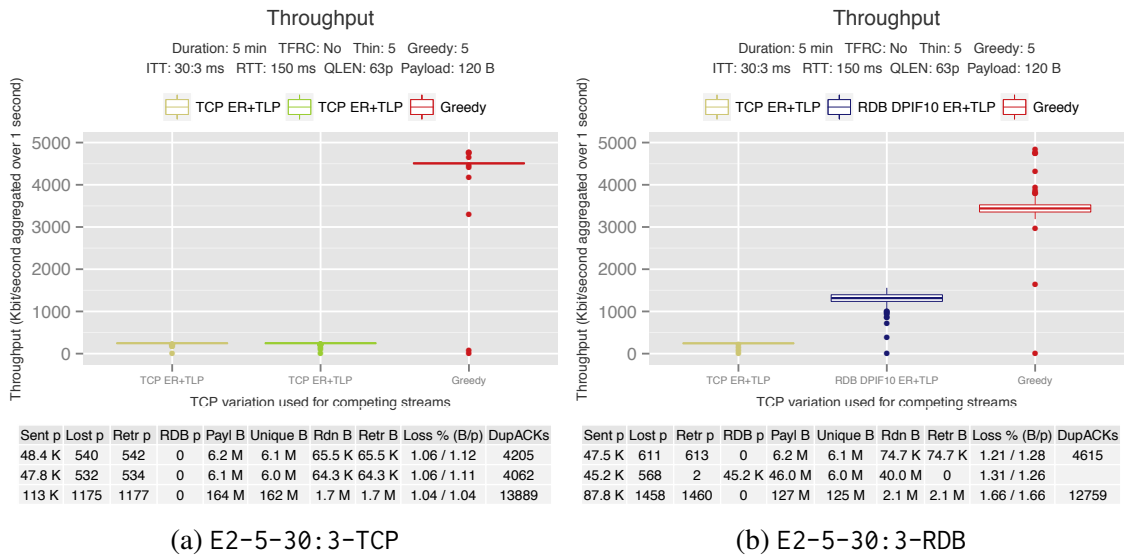 Throughput
Duration: 5 min TFRC: No Thin: 5 Greedy: 5
ITT: 30:3 ms RTT: 150 ms QLEN: 63p Payload: 120 B
TCP ER+TLP TCP ER+TLP Greedy
Throughput (Kbit/second aggregated over 1 second)
5000
4000
3000
2000
1000
0
TCP ER+TLP TCP ER+TLP Greedy
TCP variation used for competing streams
Sent p Lost p Retr p RDB p Payl B Unique B Rdn B Retr B Loss % (B/p) DupACKs
48.4 K 540 542 0 6.2 M 6.1 M 65.5 K 65.5 K 1.06 / 1.12 4205
47.8 K 532 534 0 6.1 M 6.0 M 64.3 K 64.3 K 1.06 / 1.11 4062
113 K 1175 1177 0 164 M 162 M 1.7 M 1.7 M 1.04 / 1.04 13889
(a) E2-5-30:3-TCP
Throughput
Duration: 5 min TFRC: No Thin: 5 Greedy: 5
ITT: 30:3 ms RTT: 150 ms QLEN: 63p Payload: 120 B
TCP ER+TLP RDB DPIF10 ER+TLP Greedy
Throughput (Kbit/second aggregated over 1 second)
5000
4000
3000
2000
1000
0
TCP ER+TLP RDB DPIF10 ER+TLP Greedy
TCP variation used for competing streams
Sent p Lost p Retr p RDB p Payl B Unique B Rdn B Retr B Loss % (B/p) DupACKs
47.5 K 611 613 0 6.2 M 6.1 M 74.7 K 74.7 K 1.21 / 1.28 4615
45.2 K 568 2 45.2 K 46.0 M 6.0 M 40.0 M 0 1.31 / 1.26
87.8 K 1458 1460 0 127 M 125 M 2.1 M 2.1 M 1.66 / 1.66 12759
(b) E2-5-30:3-RDB